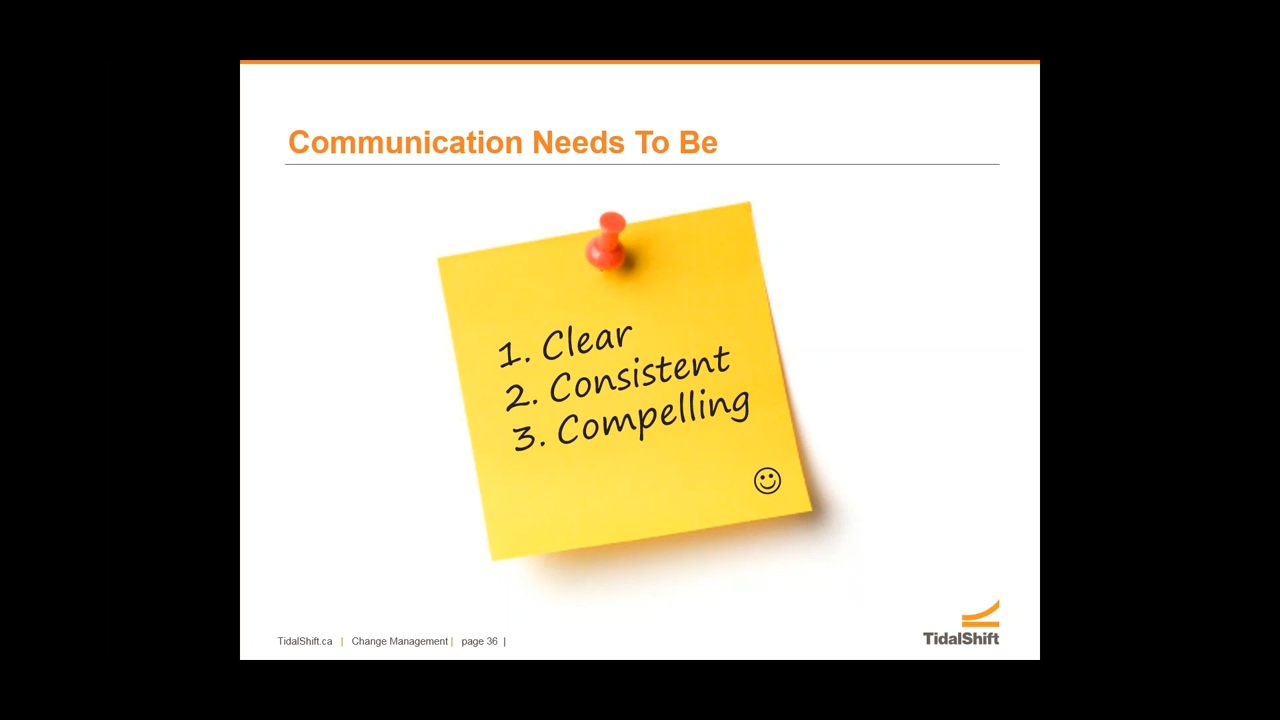 Communication Needs To Be
1. Clear
2. Consistent
3. Compelling
TidalShift.ca | Change Management | page 36 |
TidalShift